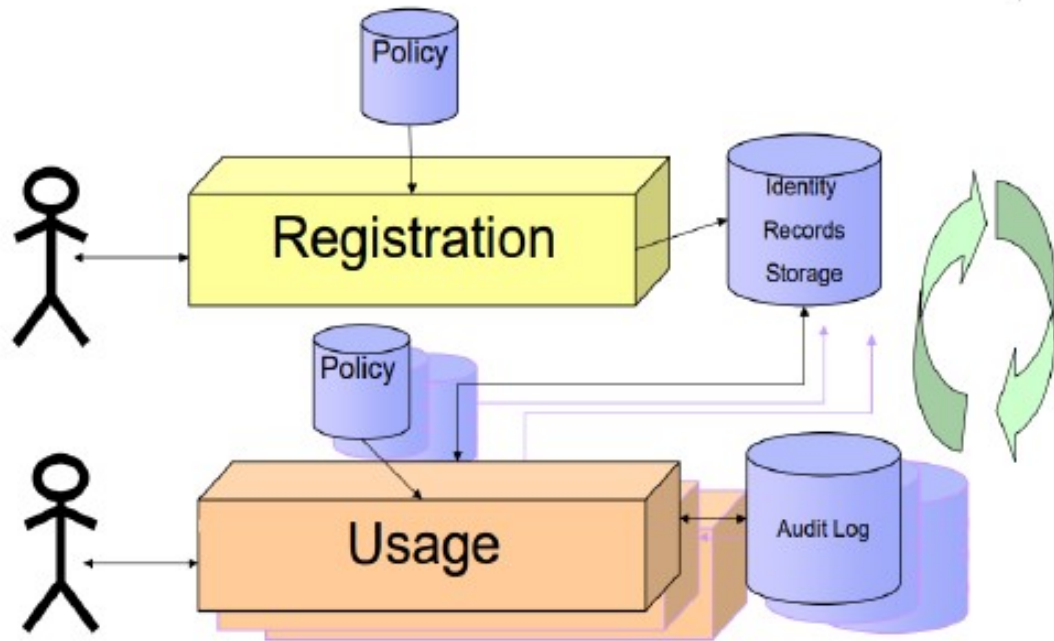 Policy
Registration
Identity
Records
Storage
Policy
Usage
Audit Log